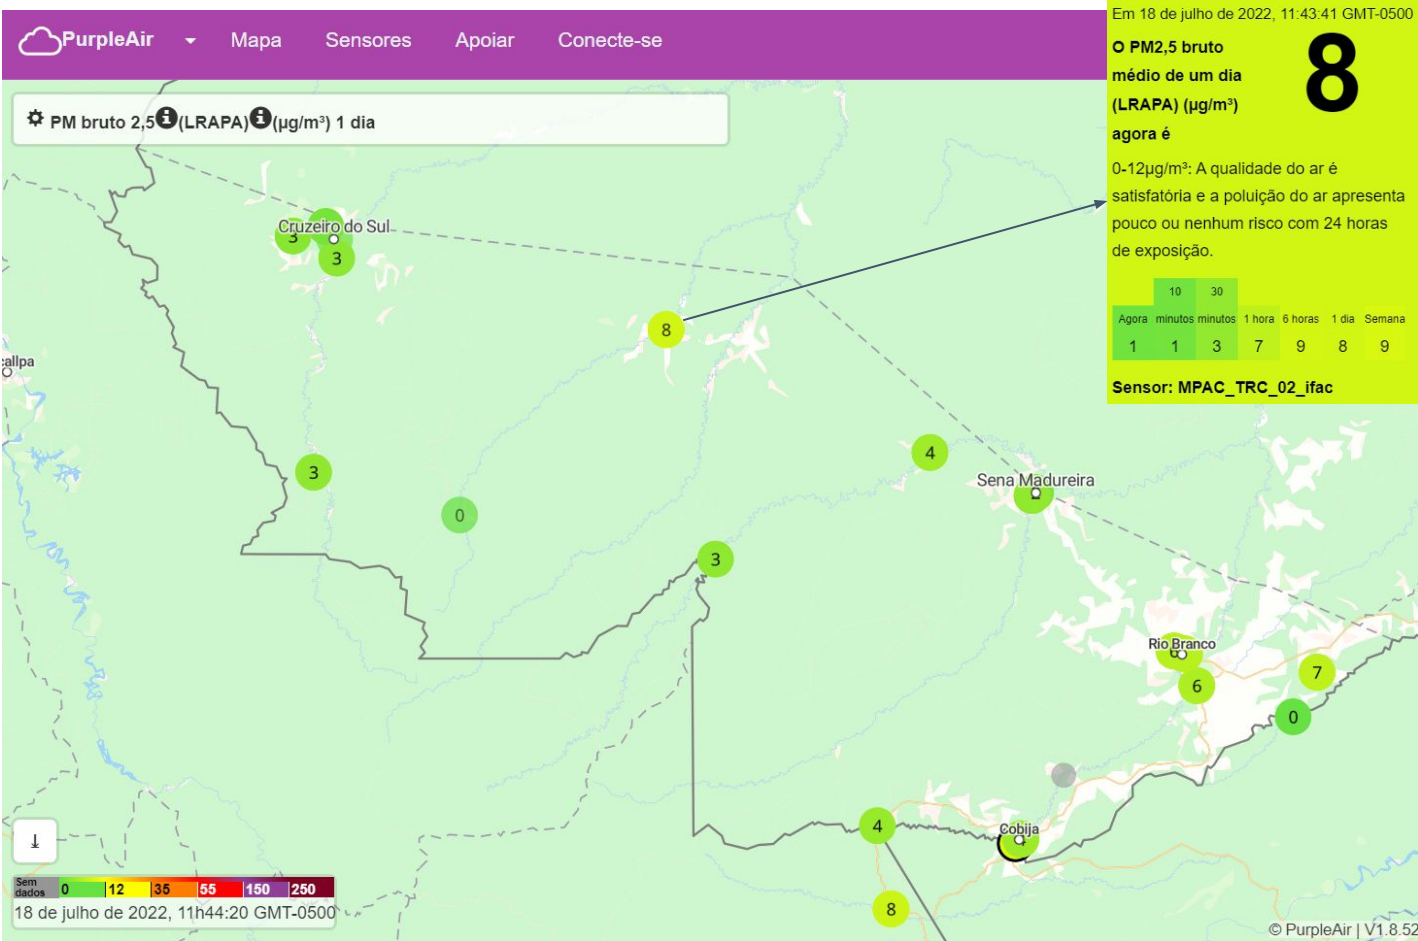 PurpleAir
Mapa
Sensores
Apoiar
Conecte-se
PM bruto 2,5 (LRAPA) (µg/m³) 1 dia
Em 18 de julho de 2022, 11:43:41 GMT-0500
O PM2,5 bruto
médio de um dia
(LRAPA) (µg/m³)
agora é
8
0-12µg/m³: A qualidade do ar é
satisfatória e a poluição do ar apresenta
pouco ou nenhum risco com 24 horas
de exposição.
10 30
Agora minutos minutos 1 hora 6 horas 1 dia Semana
1 1 3 7 9 8 9
Sensor: MPAC_TRC_02_ifac
Cruzeiro do Sul
3
3
8
callpa
3
4
Sena Madureira
0
3
Rio Branco
6
7
0
4
Cobija
8
Sem
dados 0 12 35 55 150 250
18 de julho de 2022, 11h44:20 GMT-0500
© PurpleAir | V1.8.52